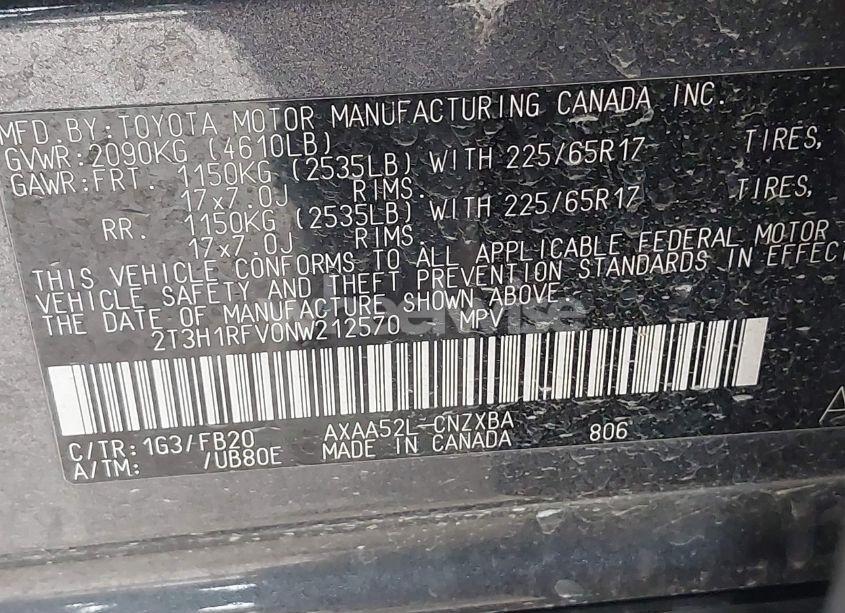 MFD BY:TOYOTA MOTOR MANUFACTURING CANADA INC.
GVWR:2090KG (4610LB)
GAWR:FRT. 1150KG (2535LB) WITH 225/65R17 TIRES,
17x7.0J RIMS.
RR. 1150KG (2535LB) WITH 225/65R17 TIRES,
17x7.0J RIMS.
THIS VEHICLE CONFORMS TO ALL APPLICABLE FEDERAL MOTOR
VEHICLE SAFETY AND THEFT PREVENTION STANDARDS IN EFFECT
THE DATE OF MANUFACTURE SHOWN ABOVE.
2T3H1RFV0NW212570 MPV
C/TR: 1G3/FB20 AXAA52L-CNZXBA 806
A/TM: /UB80E MADE IN CANADA